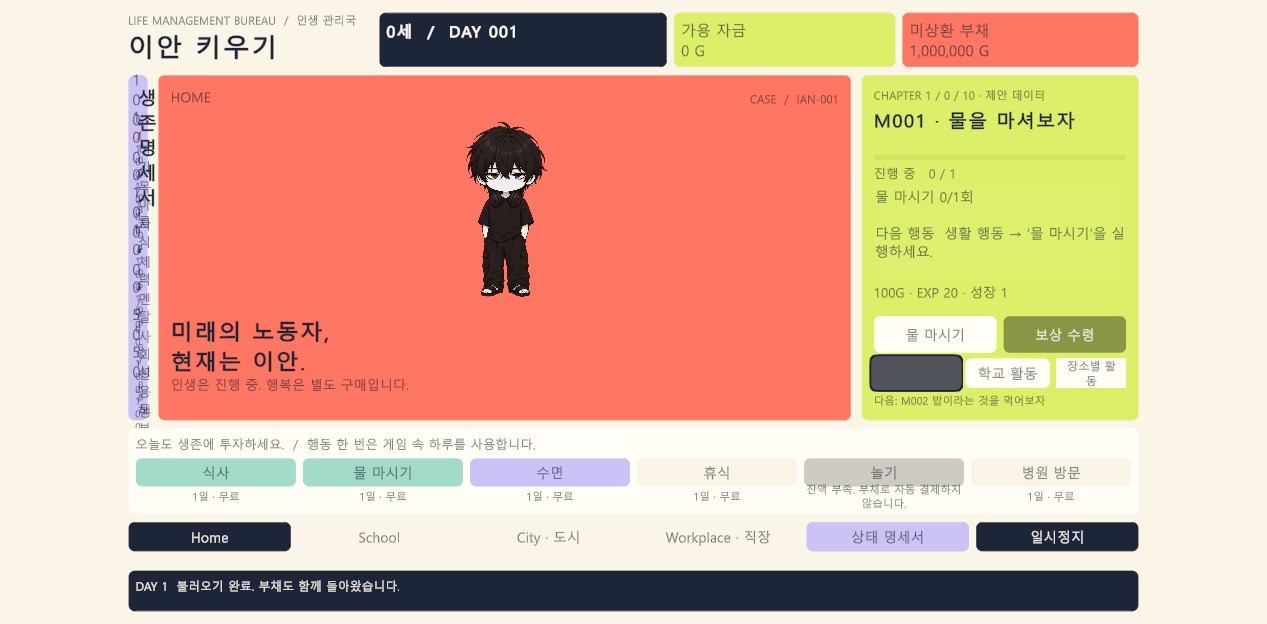 LIFE MANAGEMENT BUREAU / 인생 관리국
이안 키우기
0세 / DAY 001
가용 자금
0 G
미상환 부채
1,000,000 G
생존명세서
HOME
CASE / IAN-001
미래의 노동자,
현재는 이안.
인생은 진행 중. 행복은 별도 구매입니다.
CHAPTER 1 / 0 / 10 · 제안 데이터
M001 · 물을 마셔보자
진행 중 0 / 1
물 마시기 0/1회
다음 행동 생활 행동 → ‘물 마시기’을 실
행하세요.
100G · EXP 20 · 성장 1
물 마시기
보상 수령
학교 활동
장소별 활
동
다음: M002 밥이라는 것을 먹어보자
오늘도 생존에 투자하세요. / 행동 한 번은 게임 속 하루를 사용합니다.
식사
물 마시기
수면
휴식
놀기
병원 방문
1일 · 무료
1일 · 무료
1일 · 무료
1일 · 무료
잔액 부족. 부채로 자동 결제하지
않습니다.
1일 · 무료
Home
School
City · 도시
Workplace · 직장
상태 명세서
일시정지
DAY 1 불러오기 완료. 부채도 함께 돌아왔습니다.